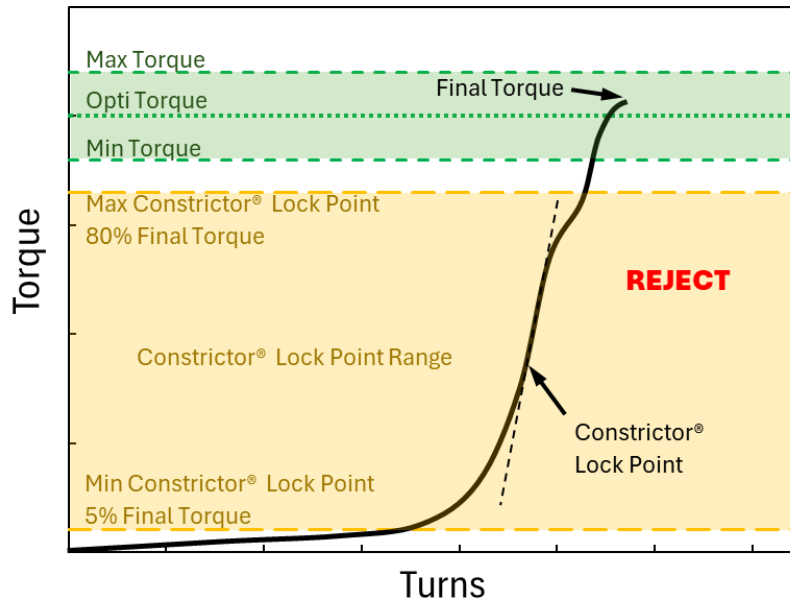 Max Torque
Final Torque
Opti Torque
Min Torque
Max Constrictor® Lock Point
80% Final Torque
REJECT
Torque
Constrictor® Lock Point Range
Constrictor®
Lock Point
Min Constrictor® Lock Point
5% Final Torque
Turns